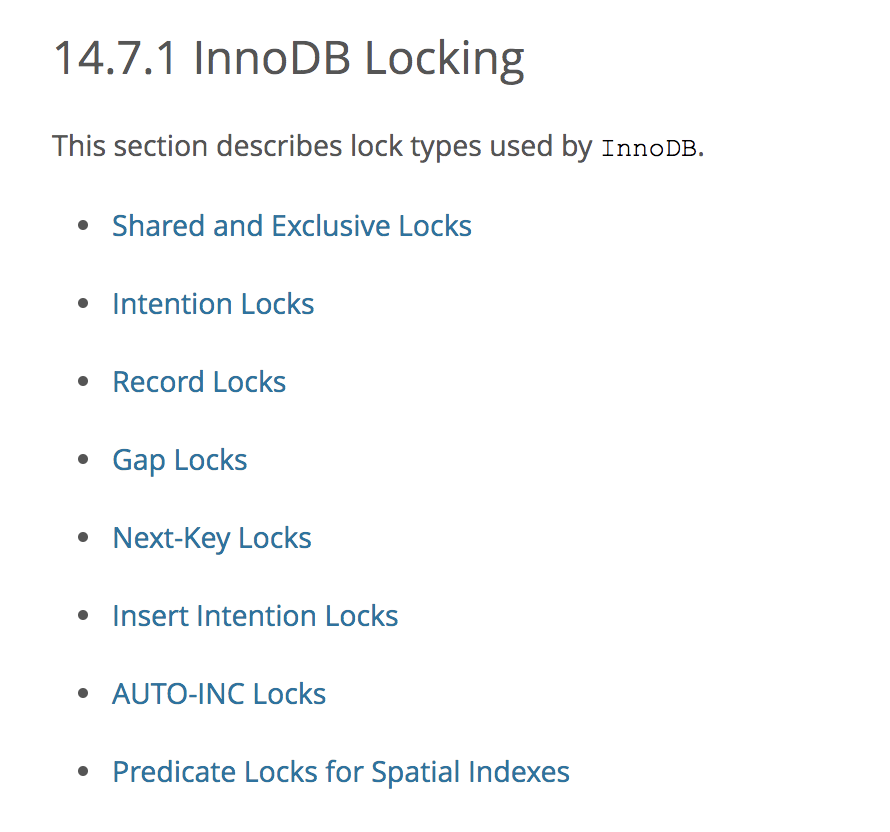 14.7.1 InnoDB Locking
This section describes lock types used by InnoDB.
• Shared and Exclusive Locks
• Intention Locks
• Record Locks
• Gap Locks
• Next-Key Locks
• Insert Intention Locks
• AUTO-INC Locks
• Predicate Locks for Spatial Indexes